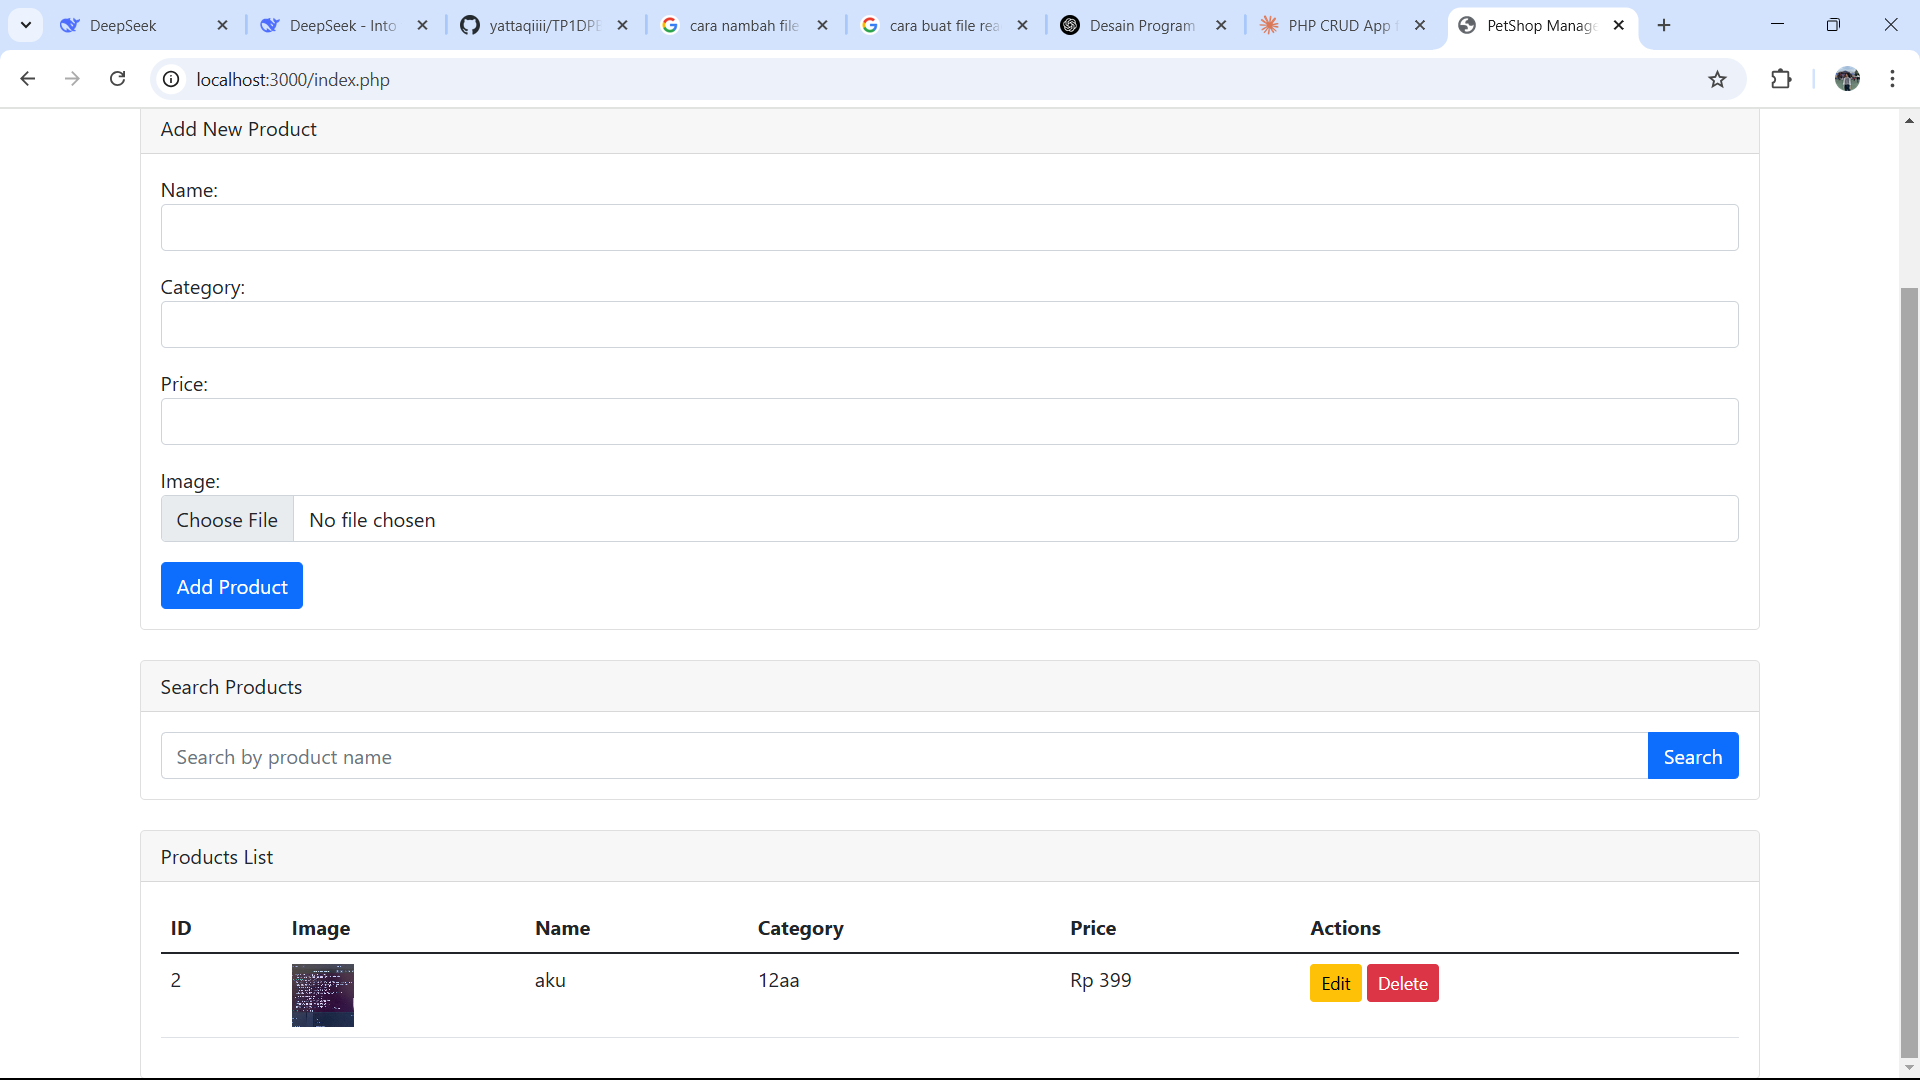 DeepSeek
DeepSeek - Into
yattaqiiii/TP1DPB
cara nambah file
cara buat file rea
Desain Program
PHP CRUD App
PetShop Manage
localhost:3000/index.php
Add New Product
Name:
Category:
Price:
Image:
Choose File No file chosen
Add Product
Search Products
Search by product name Search
Products List
ID Image Name Category Price Actions
2 aku 12aa Rp 399 Edit Delete